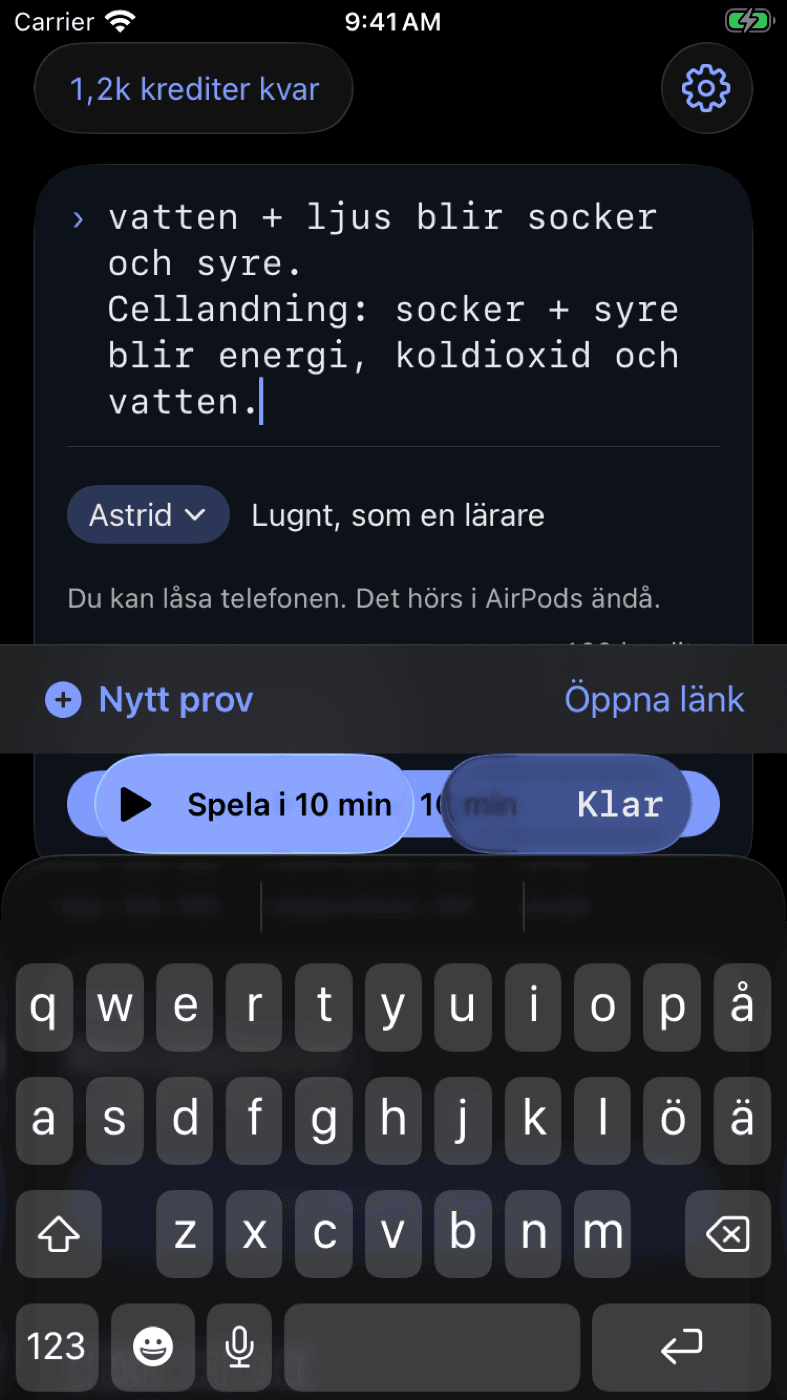 Carrier 9:41 AM
1,2k krediter kvar
› vatten + ljus blir socker
och syre.
Cellandning: socker + syre
blir energi, koldioxid och
vatten.
Astrid Lugnt, som en lärare
Du kan låsa telefonen. Det hörs i AirPods ändå.
Nytt prov Öppna länk
Spela i 10 min 10 min Klar
q w e r t y u i o p å
a s d f g h j k l ö ä
z x c v b n m
123